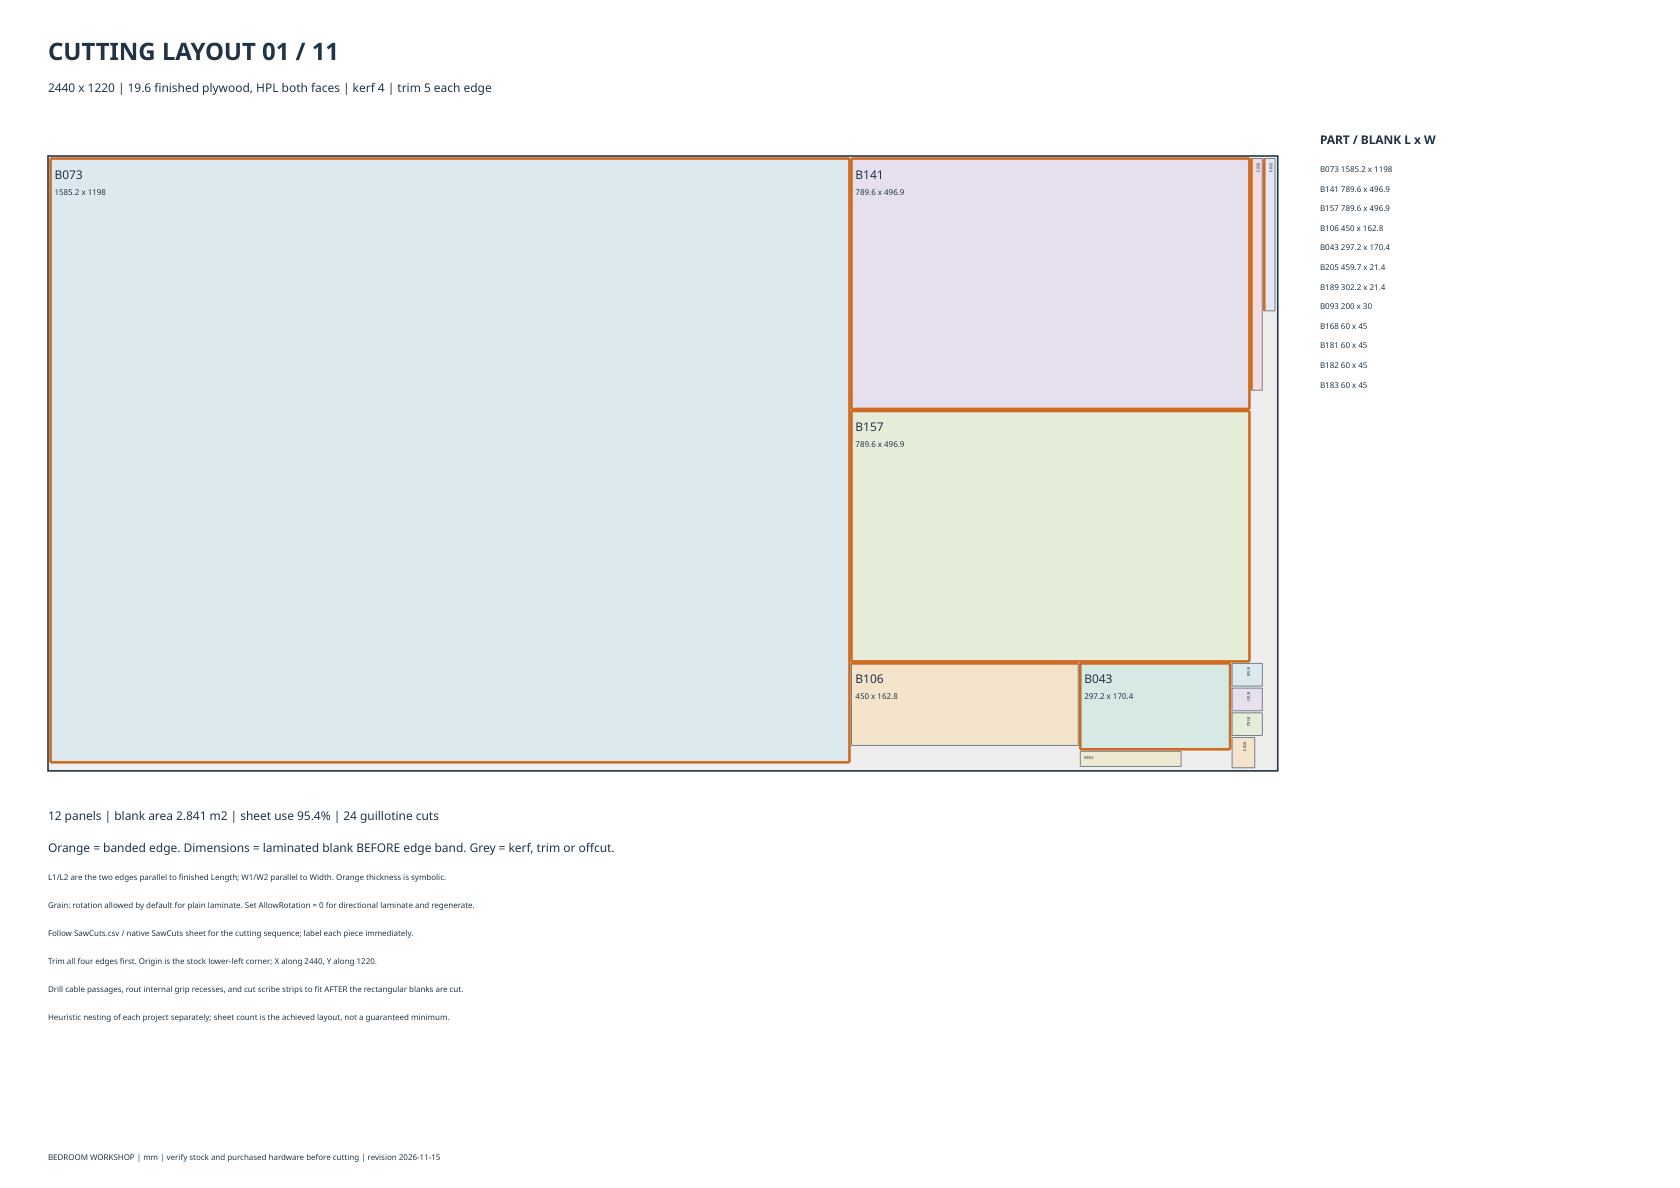 CUTTING LAYOUT 01 / 11
2440 x 1220 | 19.6 finished plywood, HPL both faces | kerf 4 | trim 5 each edge
PART / BLANK L x W
B073 1585.2 x 1198
B141 789.6 x 496.9
B157 789.6 x 496.9
B106 450 x 162.8
B043 297.2 x 170.4
B205 459.7 x 21.4
B189 302.2 x 21.4
B093 200 x 30
B168 60 x 45
B181 60 x 45
B182 60 x 45
B183 60 x 45
B073
1585.2 x 1198
B141
789.6 x 496.9
B157
789.6 x 496.9
B106
450 x 162.8
B043
297.2 x 170.4
B093
12 panels | blank area 2.841 m2 | sheet use 95.4% | 24 guillotine cuts
Orange = banded edge. Dimensions = laminated blank BEFORE edge band. Grey = kerf, trim or offcut.
L1/L2 are the two edges parallel to finished Length; W1/W2 parallel to Width. Orange thickness is symbolic.
Grain: rotation allowed by default for plain laminate. Set AllowRotation = 0 for directional laminate and regenerate.
Follow SawCuts.csv / native SawCuts sheet for the cutting sequence; label each piece immediately.
Trim all four edges first. Origin is the stock lower-left corner; X along 2440, Y along 1220.
Drill cable passages, rout internal grip recesses, and cut scribe strips to fit AFTER the rectangular blanks are cut.
Heuristic nesting of each project separately; sheet count is the achieved layout, not a guaranteed minimum.
BEDROOM WORKSHOP | mm | verify stock and purchased hardware before cutting | revision 2026-11-15